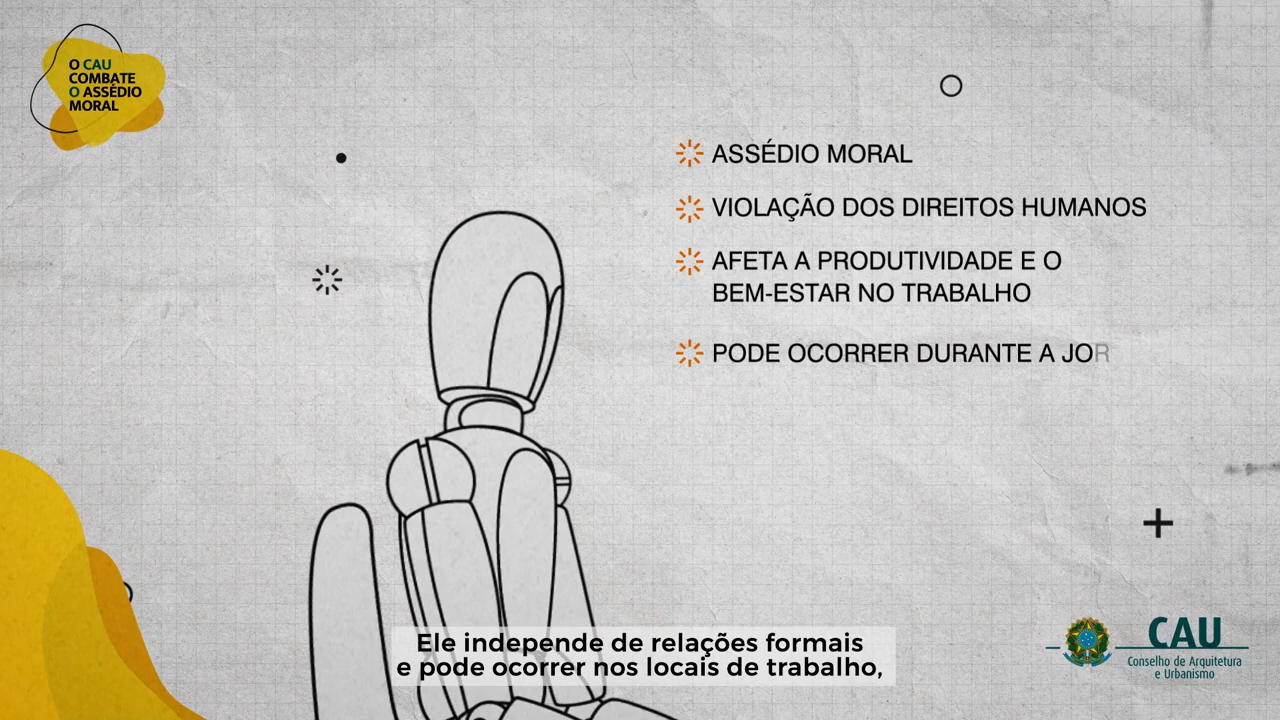 O CAU
COMBATE
O ASSÉDIO
MORAL
ASSÉDIO MORAL
VIOLAÇÃO DOS DIREITOS HUMANOS
AFETA A PRODUTIVIDADE E O
BEM-ESTAR NO TRABALHO
PODE OCORRER DURANTE A JOR
Ele independe de relações formais
e pode ocorrer nos locais de trabalho,
CAU
Conselho de Arquitetura
e Urbanismo